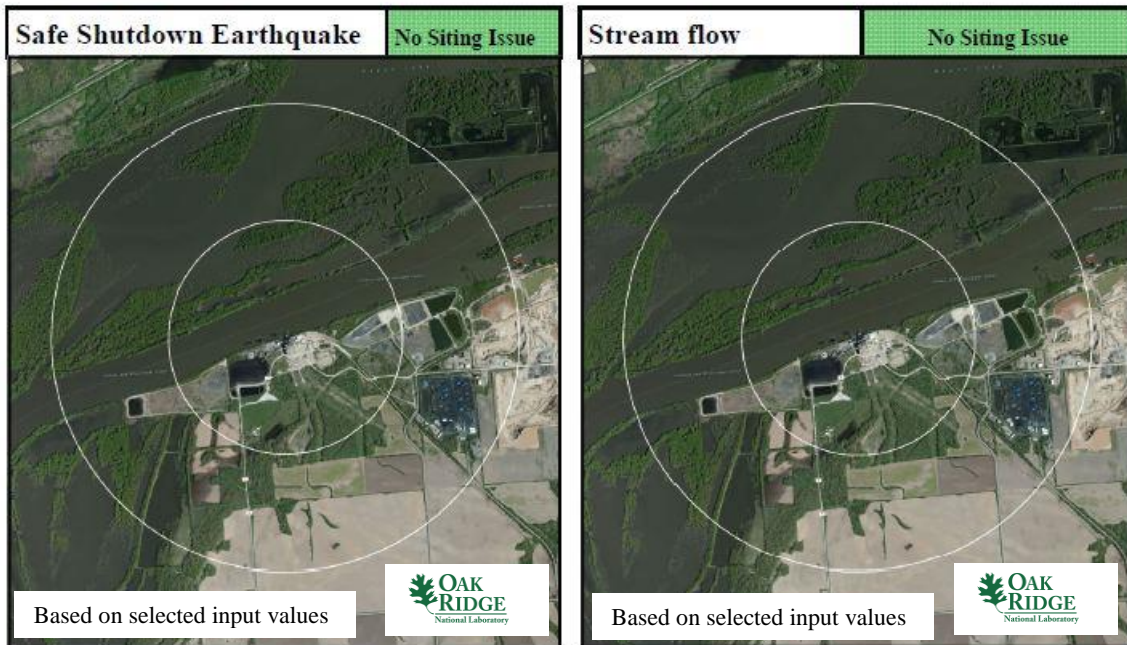 Safe Shutdown Earthquake
No Siting Issue
Based on selected input values
OAK
RIDGE
National Laboratory
Stream flow
No Siting Issue
Based on selected input values
OAK
RIDGE
National Laboratory